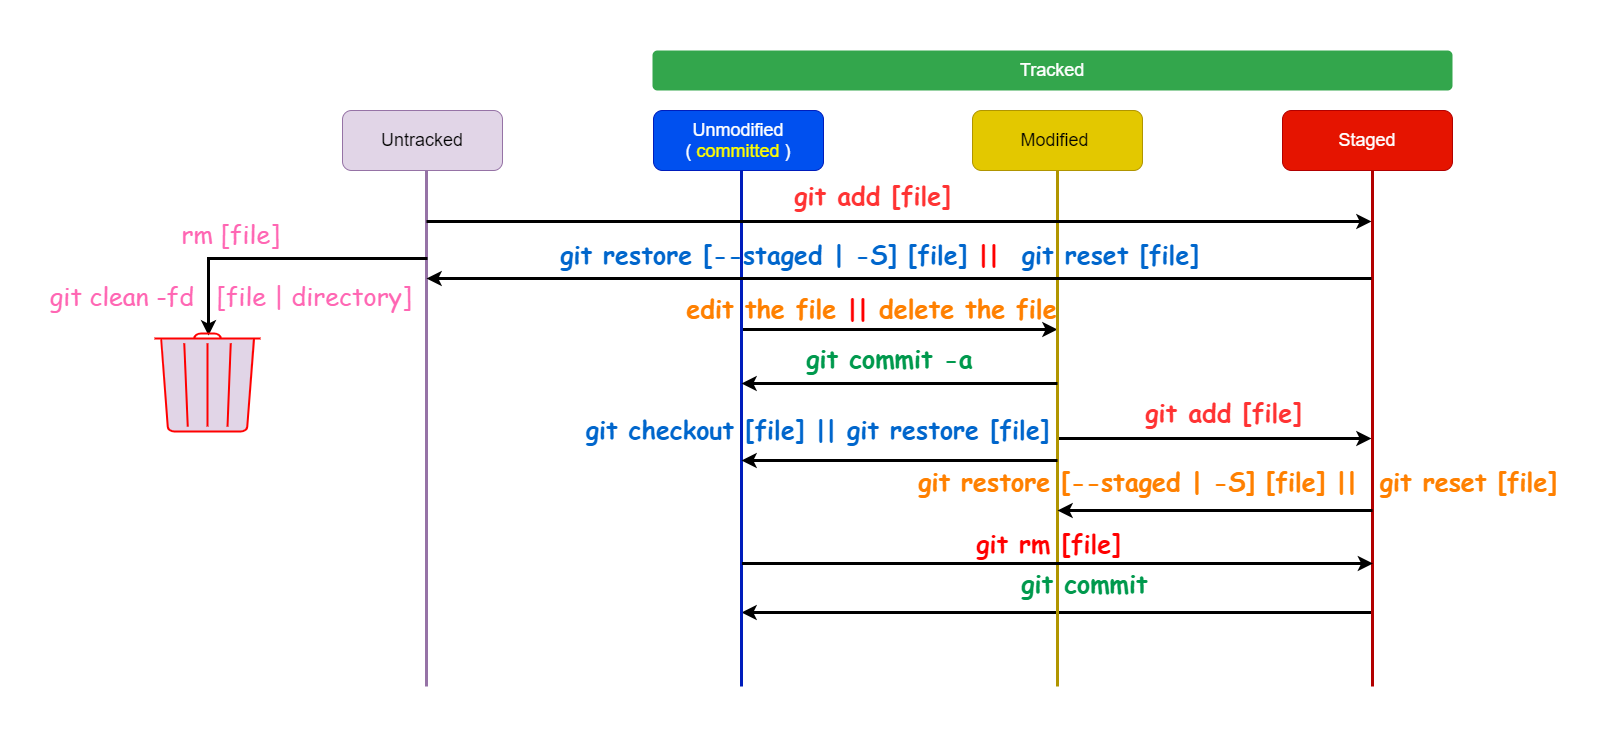 Tracked
Untracked
Unmodified
( committed )
Modified
Staged
git add [file]
rm [file]
git restore [--staged | -S] [file] || git reset [file]
git clean -fd [file | directory]
edit the file || delete the file
git commit -a
git add [file]
git checkout [file] || git restore [file]
git restore [--staged | -S] [file] || git reset [file]
git rm [file]
git commit